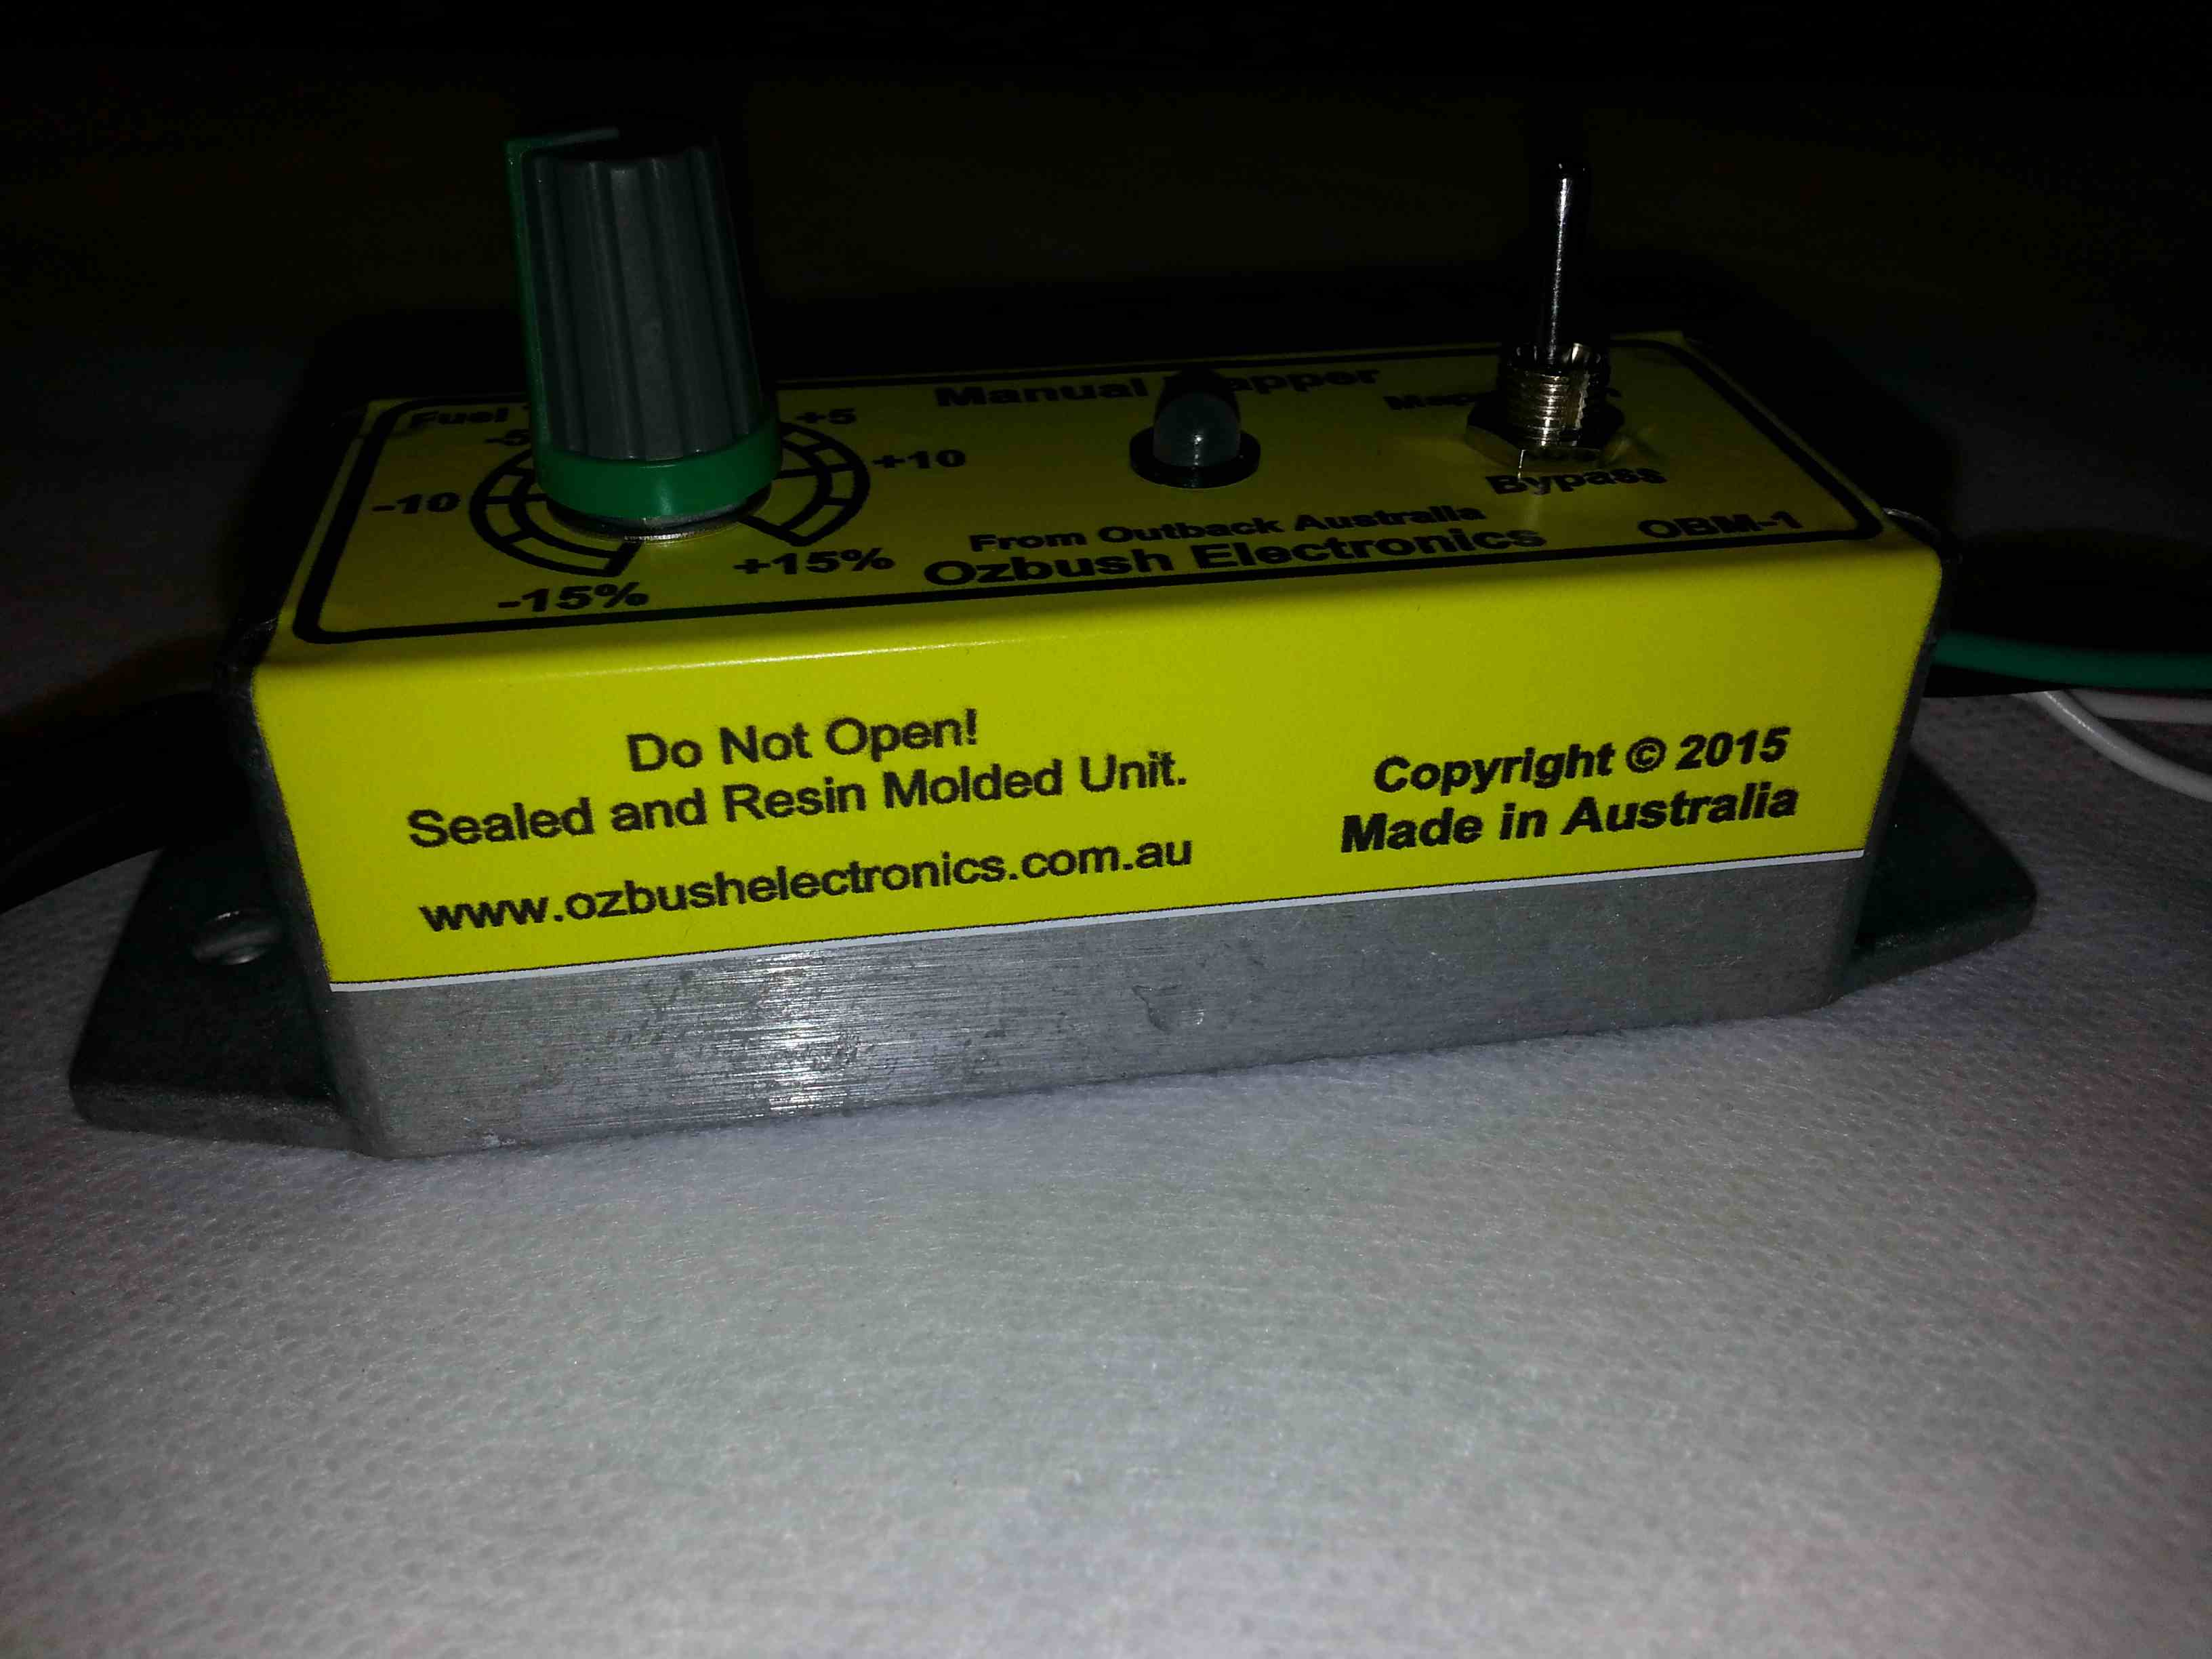 Fuel
Manual
-5
+5
-10
+10
Bypass
-15%
+15%
From Outback Australia
Ozbush Electronics
OBM-1
Do Not Open!
Sealed and Resin Molded Unit.
www.ozbushelectronics.com.au
Copyright © 2015
Made in Australia